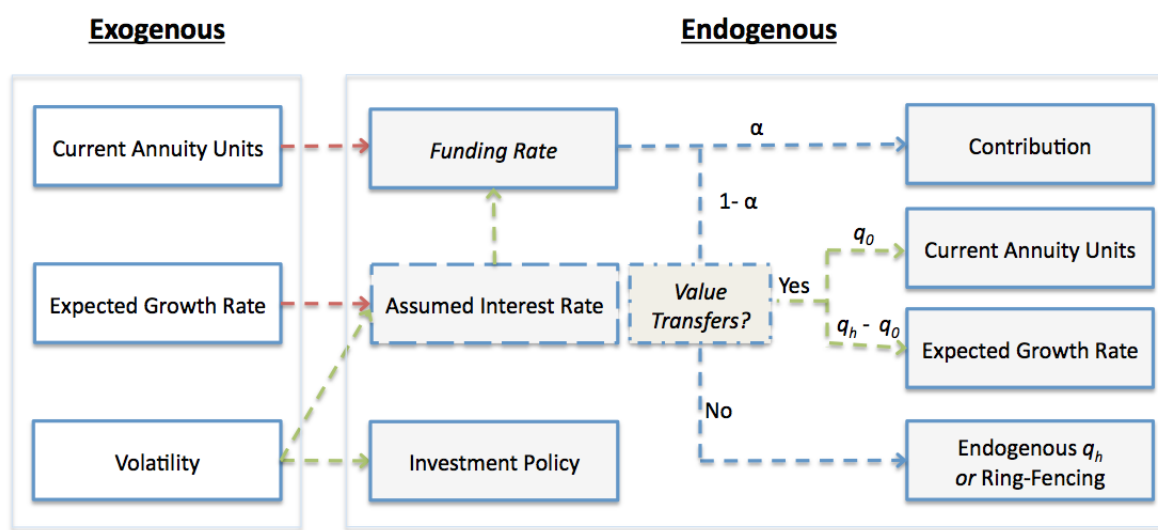 Exogenous
Endogenous
Current Annuity Units
Funding Rate
α
Contribution
1- α
q0
Current Annuity Units
Expected Growth Rate
Assumed Interest Rate
Value
Transfers?
Yes
qh - q0
Expected Growth Rate
No
Volatility
Investment Policy
Endogenous qh
or Ring-Fencing